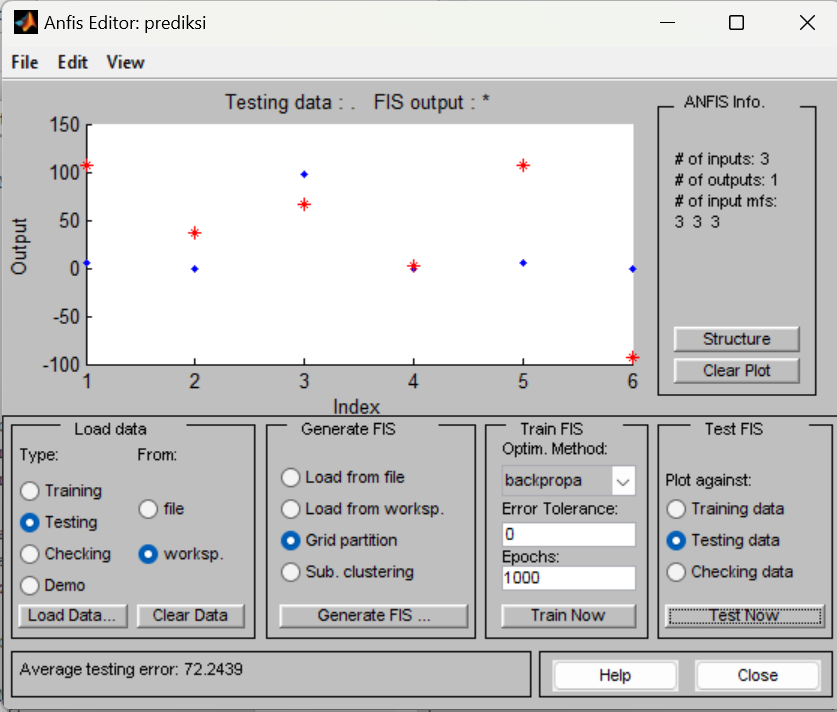 Anfis Editor: prediksi
File Edit View
Testing data : . FIS output : *
150
100
50
0
-50
-100
Output
1 2 3 4 5 6
Index
ANFIS Info.
# of inputs: 3
# of outputs: 1
# of input mfs:
3 3 3
Structure
Clear Plot
Load data
Type: From:
Training
file
Testing
Checking
worksp.
Demo
Load Data... Clear Data
Generate FIS
Load from file
Load from worksp.
Grid partition
Sub. clustering
Generate FIS ...
Train FIS
Optim. Method:
backpropa
Error Tolerance:
0
Epochs:
1000
Train Now
Test FIS
Plot against:
Training data
Testing data
Checking data
Test Now
Average testing error: 72.2439
Help Close